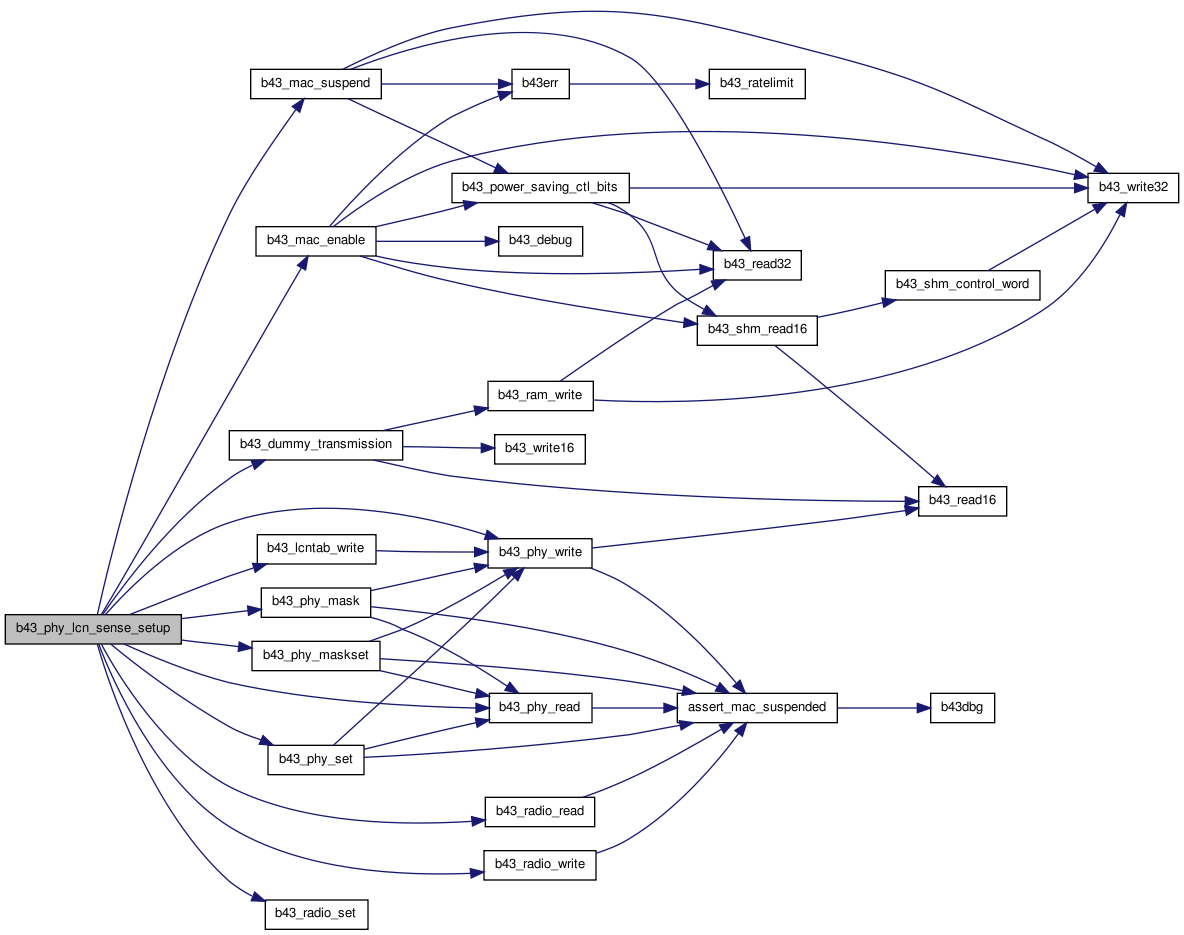 b43_mac_suspend
b43err
b43_ratelimit
b43_power_saving_ctl_bits
b43_write32
b43_mac_enable
b43_debug
b43_read32
b43_shm_control_word
b43_shm_read16
b43_ram_write
b43_dummy_transmission
b43_write16
b43_read16
b43_lcntab_write
b43_phy_write
b43_phy_mask
b43_phy_lcn_sense_setup
b43_phy_maskset
b43_phy_read
assert_mac_suspended
b43dbg
b43_phy_set
b43_radio_read
b43_radio_write
b43_radio_set